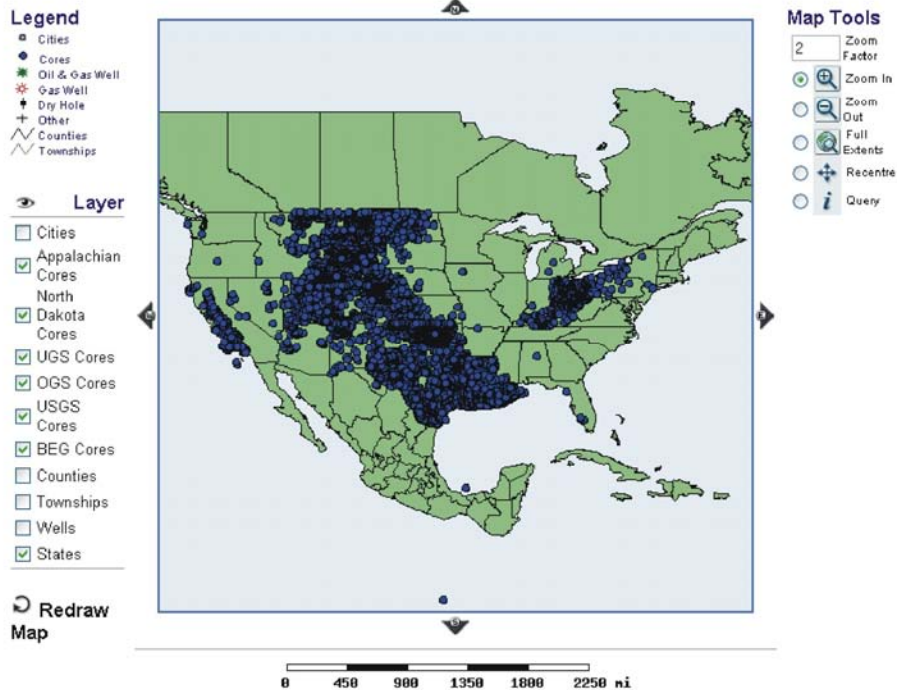 Legend
Cities
Cores
Oil & Gas Well
Gas Well
Dry Hole
Other
Counties
Townships
Layer
Cities
Appalachian
Cores
North
Dakota
Cores
UGS Cores
OGS Cores
USGS
Cores
BEG Cores
Counties
Townships
Wells
States
Redraw
Map
N
S
0 450 900 1350 1800 2250 mi
Map Tools
2 Zoom
Factor
Zoom In
Zoom
Out
Full
Extents
Recentre
i Query